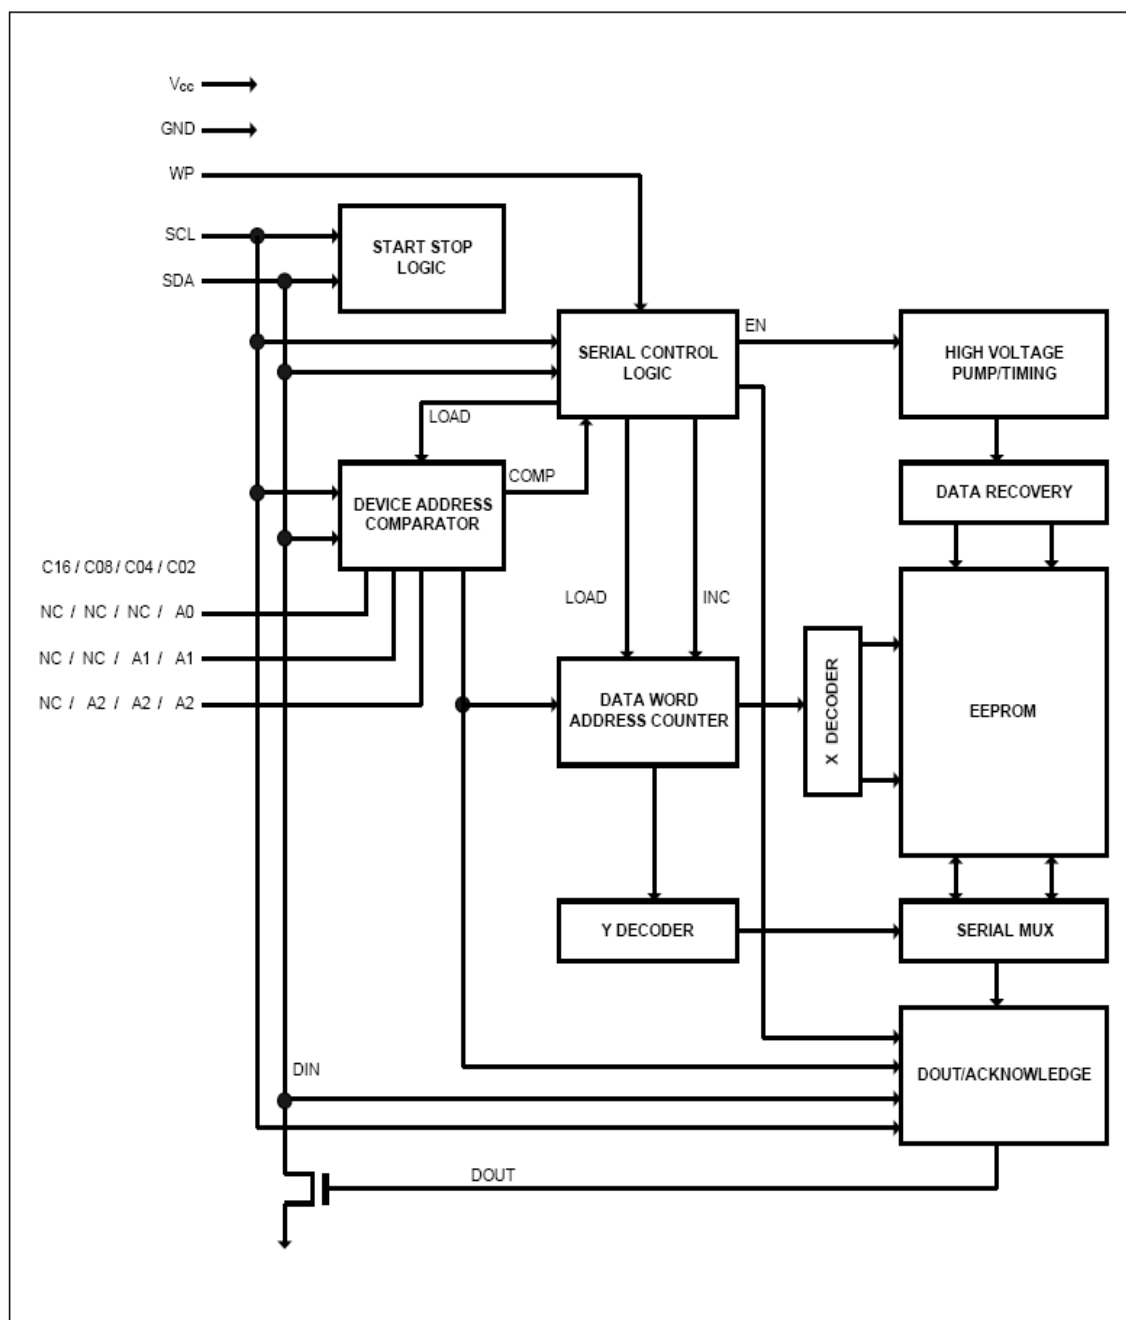 Vcc
GND
WP
SCL
SDA
START STOP
LOGIC
SERIAL CONTROL
LOGIC
EN
HIGH VOLTAGE
PUMP/TIMING
LOAD
COMP
DEVICE ADDRESS
COMPARATOR
DATA RECOVERY
C16 / C08 / C04 / C02
NC / NC / NC / A0
NC / NC / A1 / A1
NC / A2 / A2 / A2
LOAD
INC
DATA WORD
ADDRESS COUNTER
X DECODER
EEPROM
Y DECODER
SERIAL MUX
DIN
DOUT/ACKNOWLEDGE
DOUT